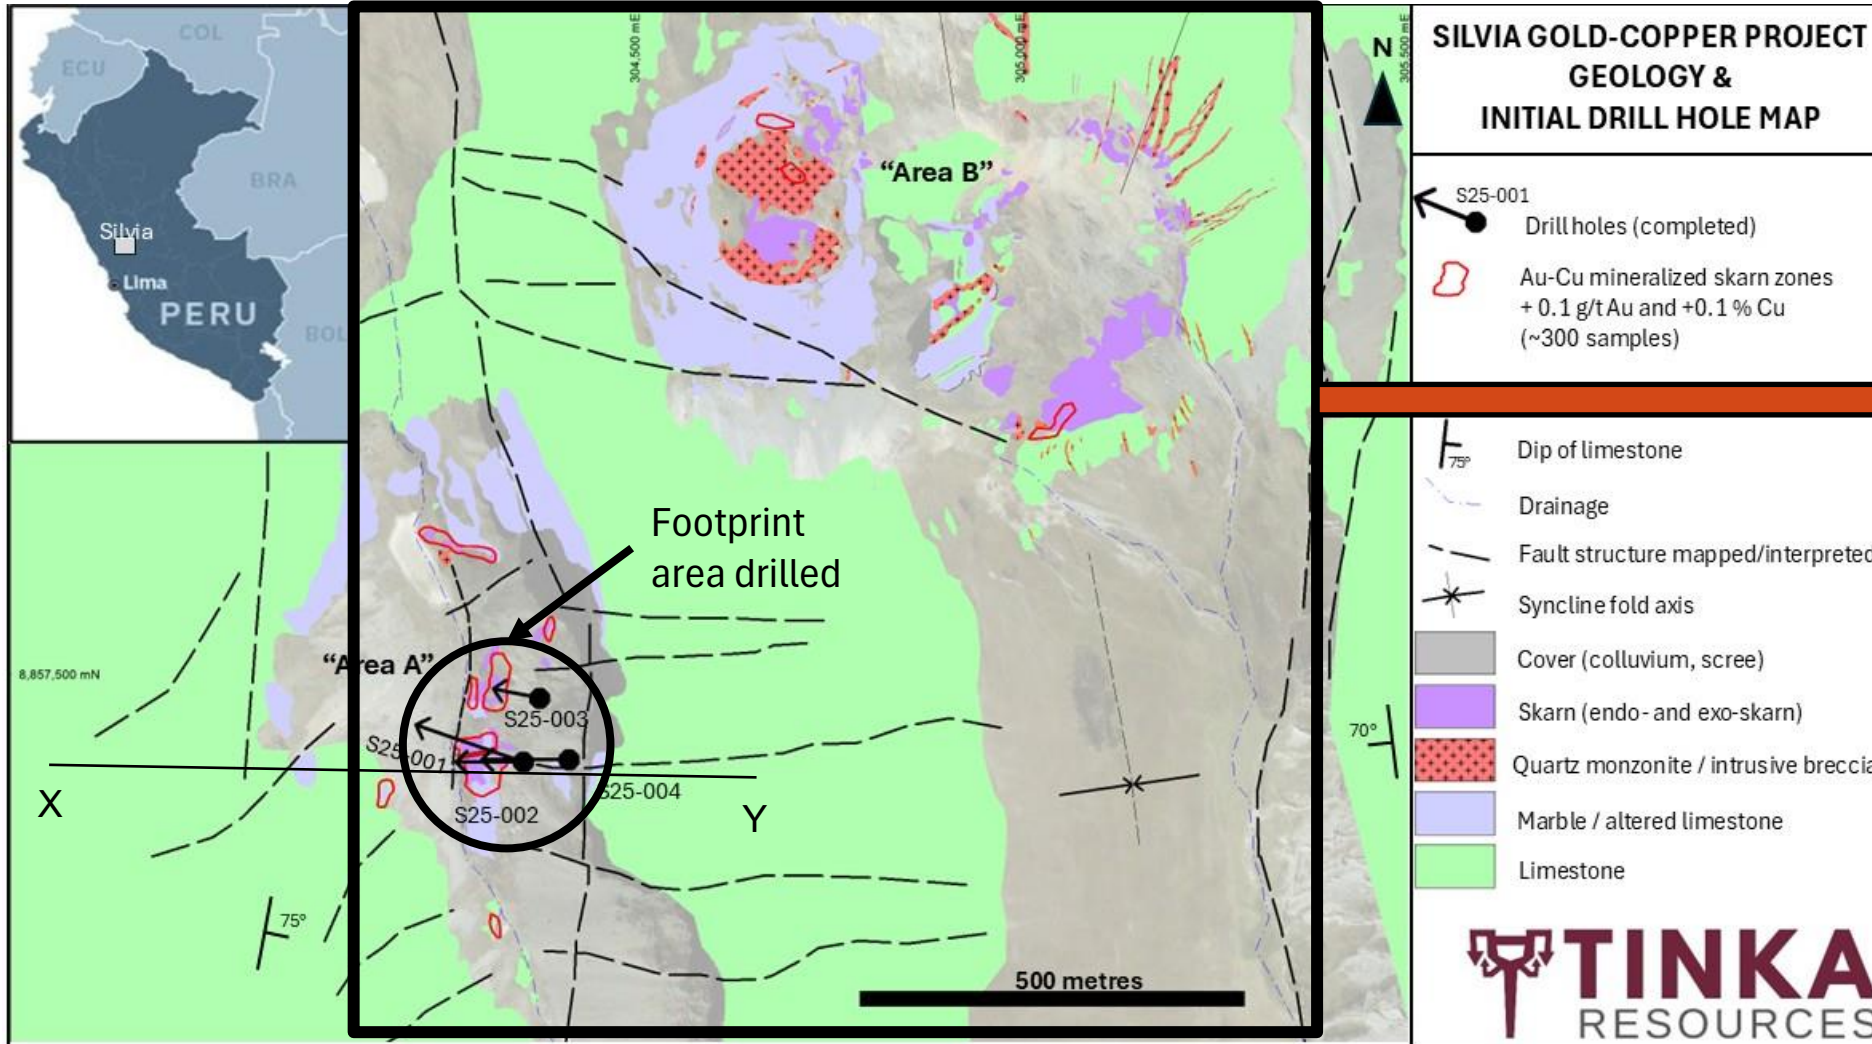 COL
ECU
BRA
Silvia
Lima
PERU
BOL
304,500 mE
305,000 mE
305,500 mE
N
"Area B"
Footprint
area drilled
"Area A"
8,857,500 mN
S25-003
S25-001
S25-004
S25-002
X
Y
70°
75°
500 metres
SILVIA GOLD-COPPER PROJECT
GEOLOGY &
INITIAL DRILL HOLE MAP
S25-001
Drill holes (completed)
Au-Cu mineralized skarn zones
+ 0.1 g/t Au and +0.1 % Cu
(~300 samples)
75°
Dip of limestone
Drainage
Fault structure mapped/interpreted
Syncline fold axis
Cover (colluvium, scree)
Skarn (endo- and exo-skarn)
Quartz monzonite / intrusive breccia
Marble / altered limestone
Limestone
TINKA
RESOURCES